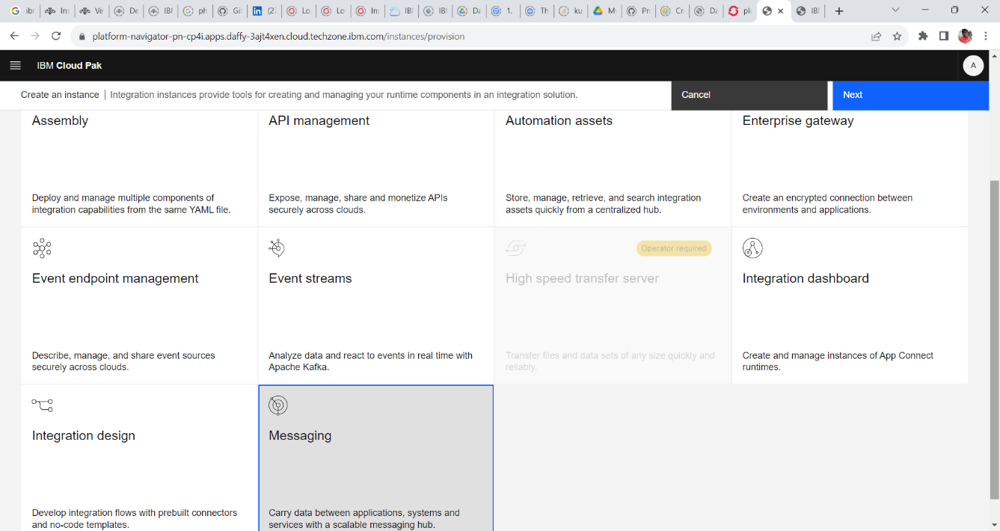 ibr
Ins
Ve
De
IBI
ph
Git
(27
Lo
Lo
Ins
IBI
IBI
Da
1.
Th
ku
My
Pr
Cr
Da
pla
IBI
platform-navigator-pn-cp4i.apps.daffy-3ajt4xen.cloud.techzone.ibm.com/instances/provision
IBM Cloud Pak
A
Create an instance
Integration instances provide tools for creating and managing your runtime components in an integration solution.
Cancel
Next
Assembly
Deploy and manage multiple components of
integration capabilities from the same YAML file.
API management
Expose, manage, share and monetize APIs
securely across clouds.
Automation assets
Store, manage, retrieve, and search integration
assets quickly from a centralized hub.
Enterprise gateway
Create an encrypted connection between
environments and applications.
Event endpoint management
Describe, manage, and share event sources
securely across clouds.
Event streams
Analyze data and react to events in real time with
Apache Kafka.
Operator required
High speed transfer server
Transfer files and data sets of any size quickly and
reliably.
Integration dashboard
Create and manage instances of App Connect
runtimes.
Integration design
Develop integration flows with prebuilt connectors
and no-code templates.
Messaging
Carry data between applications, systems and
services with a scalable messaging hub.